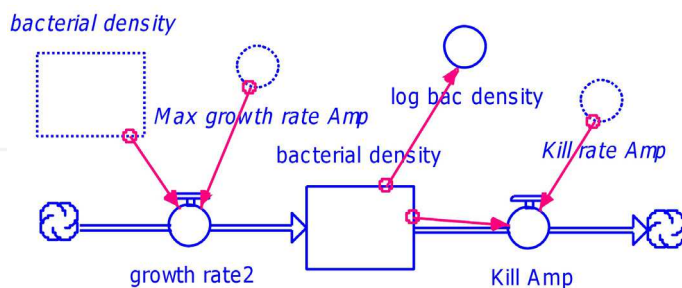 bacterial density
Max growth rate Amp
log bac density
bacterial density
Kill rate Amp
growth rate2
Kill Amp